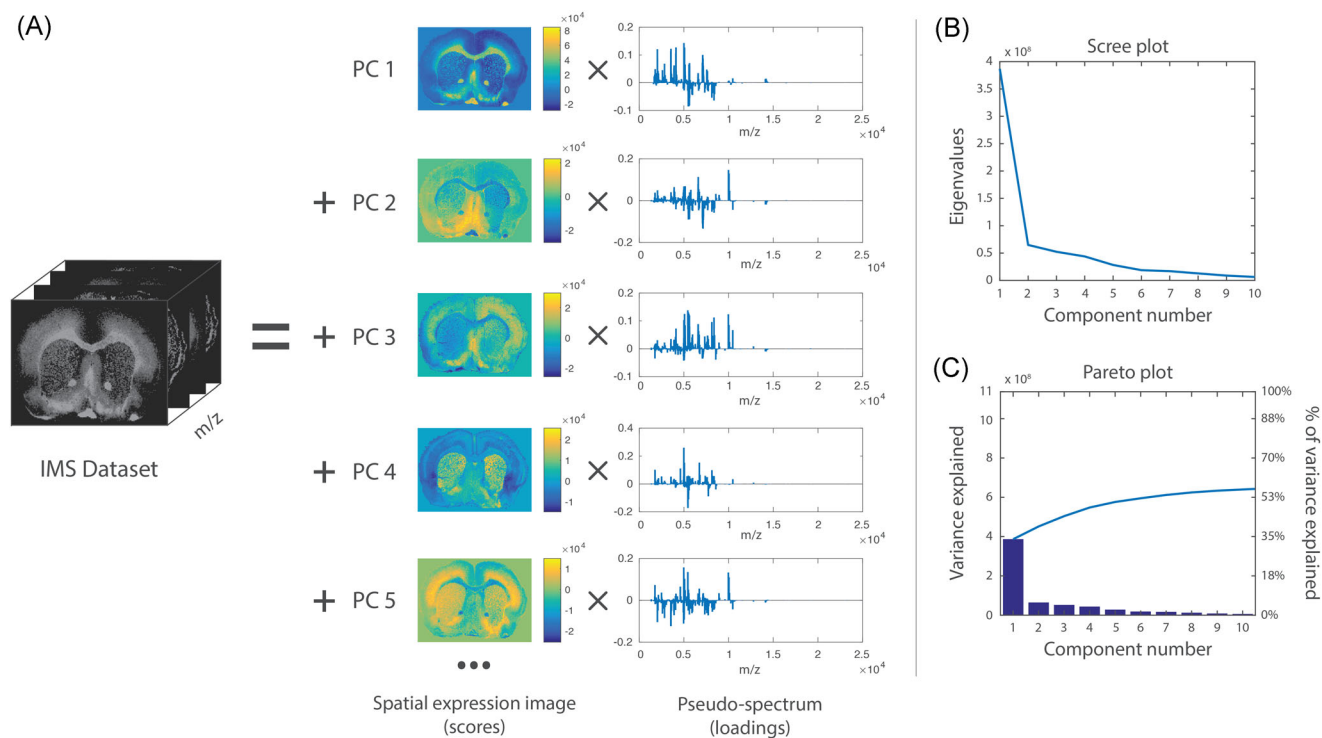 (A)
IMS Dataset
m/z
=
PC 1
×10⁴
8
6
4
2
0
-2
×
0.2
0.1
0
-0.1
0 0.5 1 1.5 2 2.5
m/z
×10⁴
+ PC 2
×10⁴
2
0
-2
×
0.2
0
-0.2
0 0.5 1 1.5 2 2.5
m/z
10⁴
+ PC 3
×10⁴
3
2
1
0
-1
-2
×
0.2
0.1
0
-0.1
0 0.5 1 1.5 2 2.5
m/z
×10⁴
+ PC 4
×10⁴
2
1
0
-1
×
0.4
0.2
0
-0.2
0 0.5 1 1.5 2 2.5
m/z
×10⁴
+ PC 5
×10⁴
1
0
-1
-2
×
0.2
0
-0.2
0 0.5 1 1.5 2 2.5
m/z
×10⁴
•••
Spatial expression image
(scores)
Pseudo-spectrum
(loadings)
(B)
Scree plot
x 10⁸
4
3.5
3
2.5
2
1.5
1
0.5
0
Eigenvalues
1 2 3 4 5 6 7 8 9 10
Component number
(C)
Pareto plot
x 10⁸
11
10
8
6
4
2
0
Variance explained
100%
88%
70%
53%
35%
18%
0%
% of variance explained
1 2 3 4 5 6 7 8 9 10
Component number